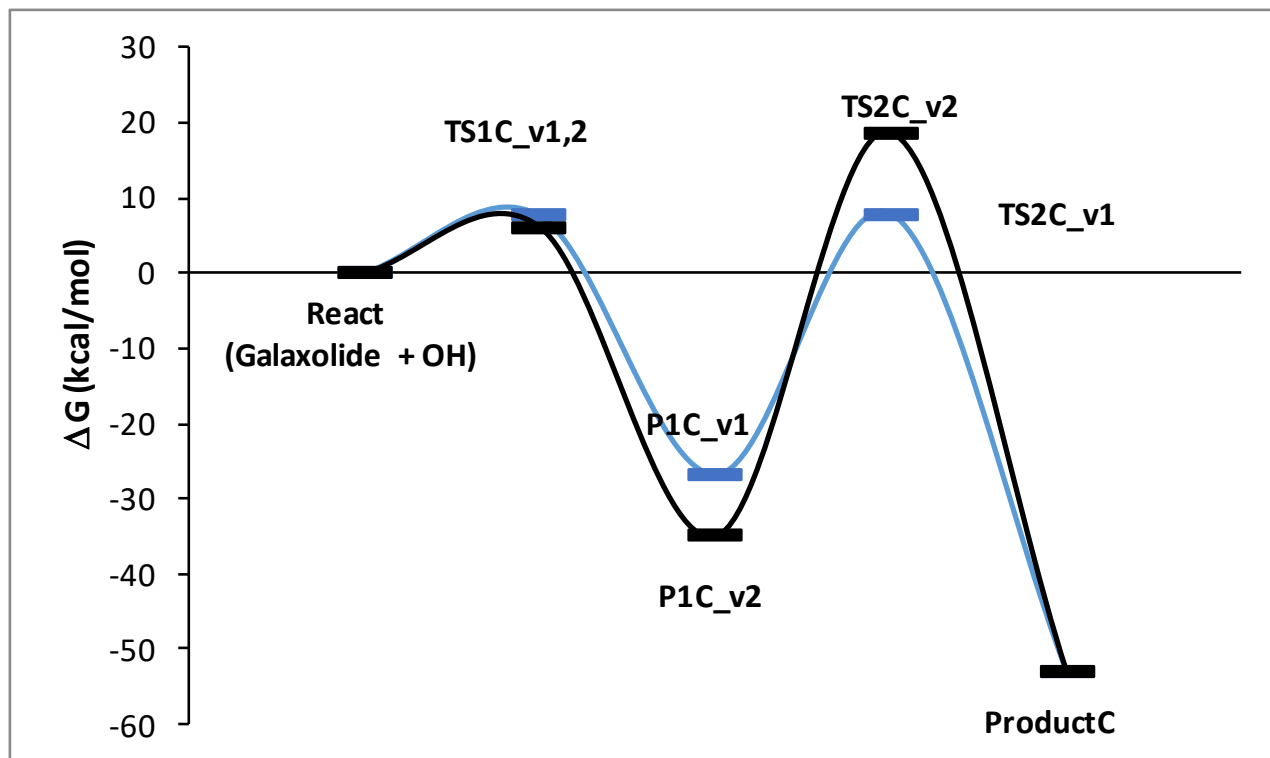 30
20
10
0
-10
-20
-30
-40
-50
-60
ΔG (kcal/mol)
TS1C_v1,2
TS2C_v2
TS2C_v1
React
(Galaxolide + OH)
P1C_v1
P1C_v2
ProductC